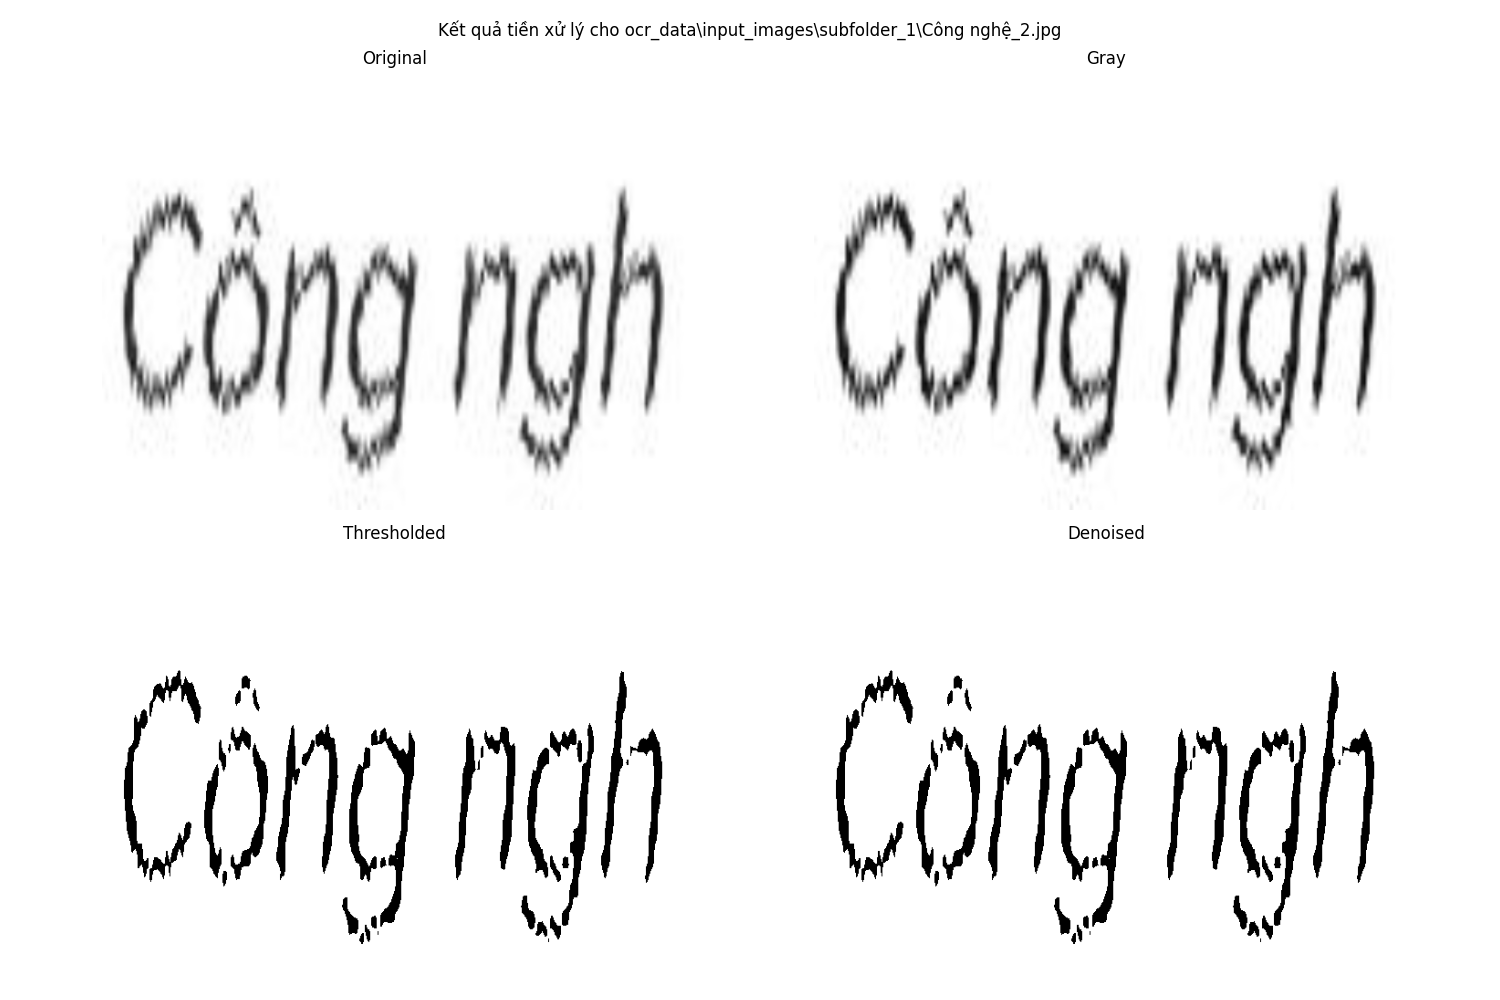 Kết quả tiền xử lý cho ocr_data\input_images\subfolder_1\Công nghệ_2.jpg
Original
Gray
Công ngh
Công ngh
Thresholded
Denoised
Công ngh
Công ngh